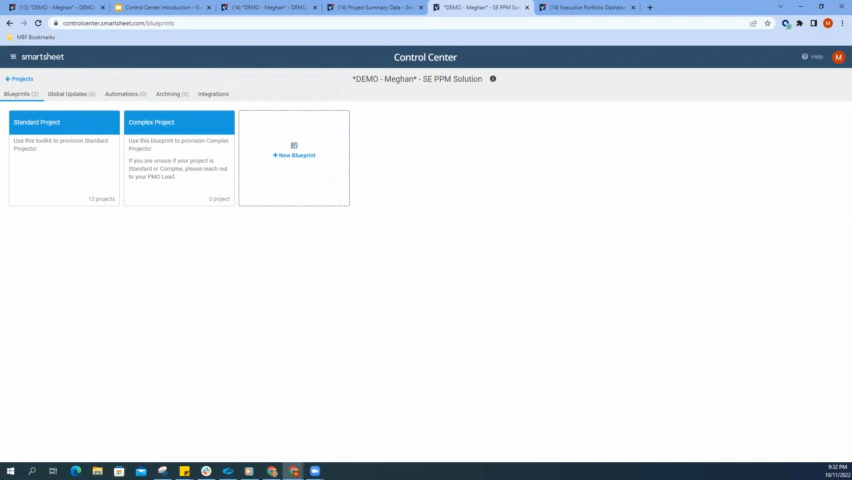 (13) *DEMO - Meghan* - DEMO
Control Center Introduction - G
(14) *DEMO - Meghan* - DEMO
(14) Project Summary Data - Sm
*DEMO - Meghan* - SE PPM Solu
(14) Executive Portfolio Dashbo
controlcenter.smartsheet.com/blueprints
MBF Bookmarks
smartsheet
Control Center
Help
M
Projects
*DEMO - Meghan* - SE PPM Solution
Blueprints (2)
Global Updates (0)
Automations (0)
Archiving (0)
Integrations
Standard Project
Use this toolkit to provision Standard
Projects!
15 projects
Complex Project
Use this blueprint to provision Complex
Projects!
If you are unsure if your project is
Standard or Complex, please reach out
to your PMO Lead.
0 project
+ New Blueprint
9:32 PM
10/11/2022